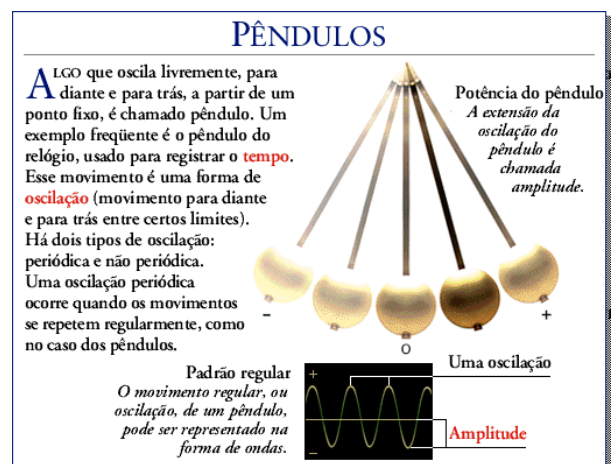 PÊNDULOS
ALGO que oscila livremente, para
diante e para trás, a partir de um
ponto fixo, é chamado pêndulo. Um
exemplo freqüente é o pêndulo do
relógio, usado para registrar o tempo.
Esse movimento é uma forma de
oscilação (movimento para diante
e para trás entre certos limites).
Há dois tipos de oscilação:
periódica e não periódica.
Uma oscilação periódica
ocorre quando os movimentos
se repetem regularmente, como
no caso dos pêndulos.
Potência do pêndulo
A extensão da
oscilação do
pêndulo é
chamada
amplitude.
-
O
+
Padrão regular
O movimento regular, ou
oscilação, de um pêndulo,
pode ser representado na
forma de ondas.
+
-
Uma oscilação
Amplitude